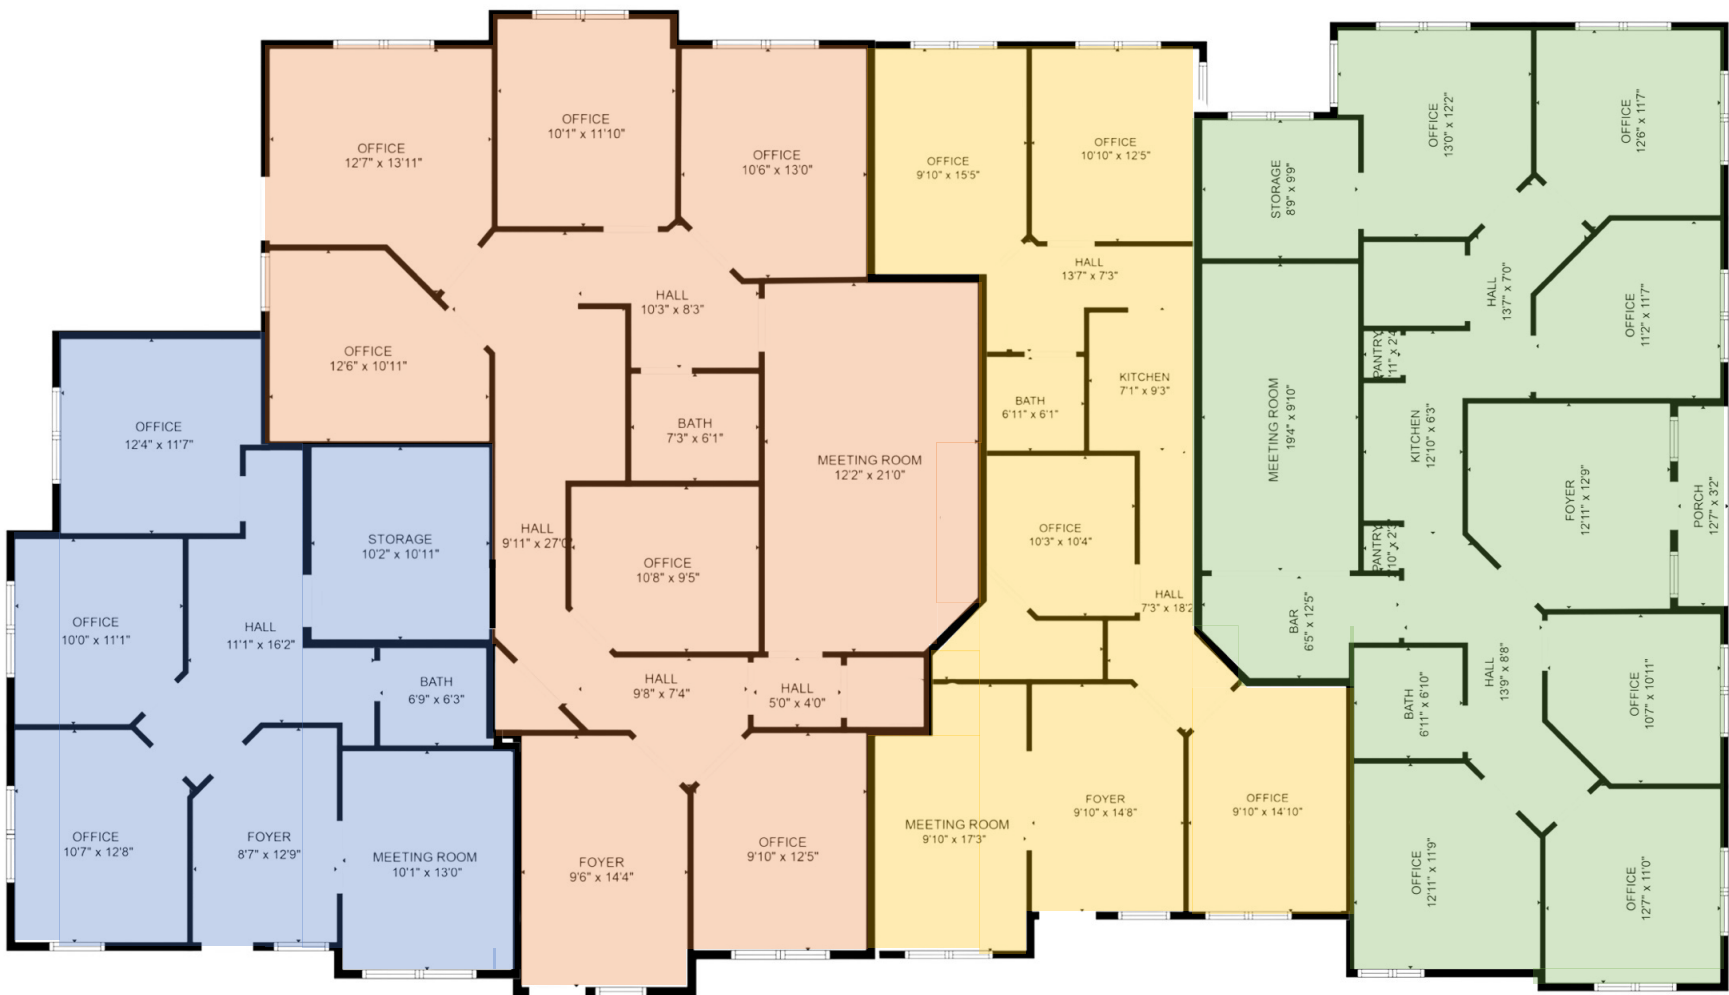 OFFICE
12'4" x 11'7"
OFFICE
10'0" x 11'1"
OFFICE
10'7" x 12'8"
HALL
11'1" x 16'2"
STORAGE
10'2" x 10'11"
BATH
6'9" x 6'3"
FOYER
8'7" x 12'9"
MEETING ROOM
10'1" x 13'0"
OFFICE
12'7" x 13'11"
OFFICE
10'1" x 11'10"
OFFICE
10'6" x 13'0"
OFFICE
12'6" x 10'11"
HALL
10'3" x 8'3"
BATH
7'3" x 6'1"
MEETING ROOM
12'2" x 21'0"
HALL
9'11" x 27'0"
OFFICE
10'8" x 9'5"
HALL
9'8" x 7'4"
HALL
5'0" x 4'0"
FOYER
9'6" x 14'4"
OFFICE
9'10" x 12'5"
OFFICE
9'10" x 15'5"
OFFICE
10'10" x 12'5"
HALL
13'7" x 7'3"
KITCHEN
7'1" x 9'3"
BATH
6'11" x 6'1"
OFFICE
10'3" x 10'4"
HALL
7'3" x 18'2
MEETING ROOM
9'10" x 17'3"
FOYER
9'10" x 14'8"
OFFICE
9'10" x 14'10"
STORAGE
8'9" x 9'9"
OFFICE
13'0" x 12'2"
OFFICE
12'6" x 11'7"
HALL
13'7" x 7'0"
OFFICE
11'2" x 11'7"
PANTRY
MEETING ROOM
19'4" x 9'10"
KITCHEN
12'10" x 6'3"
FOYER
12'11" x 12'9"
PORCH
12'7" x 3'2"
PANTRY
BAR
6'5" x 12'5"
HALL
13'9" x 8'8"
BATH
6'11" x 6'10"
OFFICE
10'7" x 10'11"
OFFICE
12'11" x 11'9"
OFFICE
12'7" x 11'0"